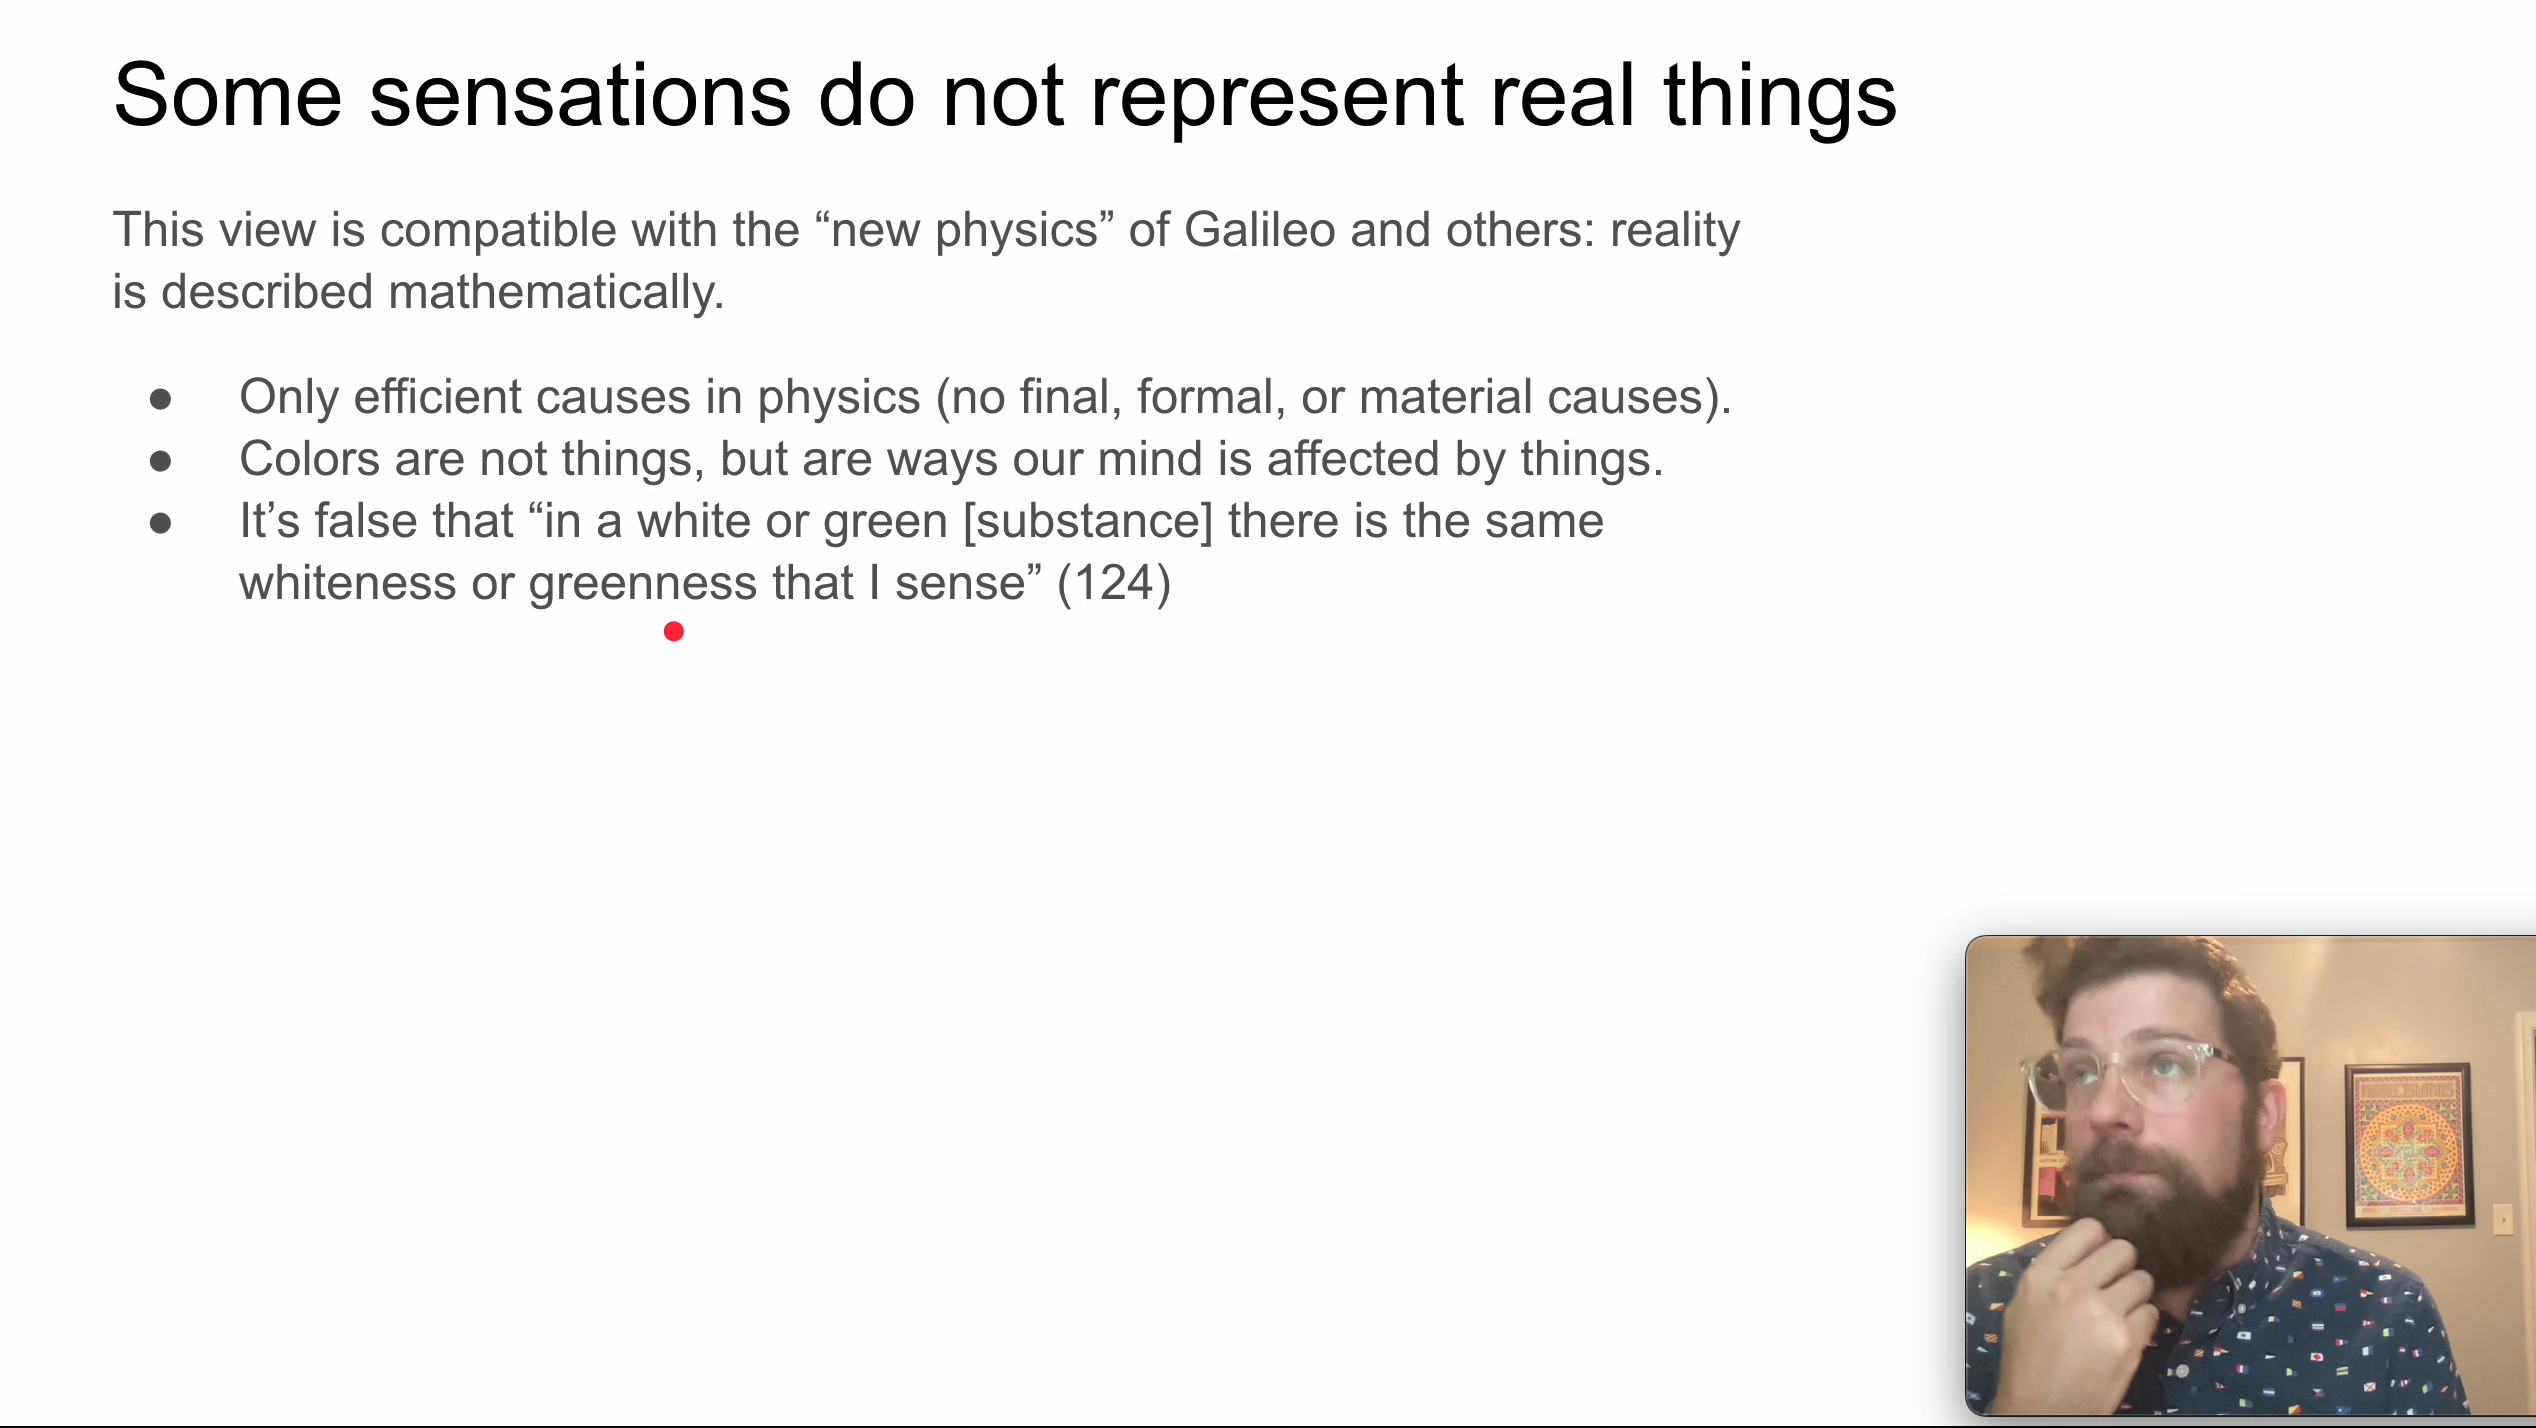 Some sensations do not represent real things
This view is compatible with the “new physics” of Galileo and others: reality
is described mathematically.
● Only efficient causes in physics (no final, formal, or material causes).
● Colors are not things, but are ways our mind is affected by things.
● It’s false that “in a white or green [substance] there is the same
whiteness or greenness that I sense” (124)